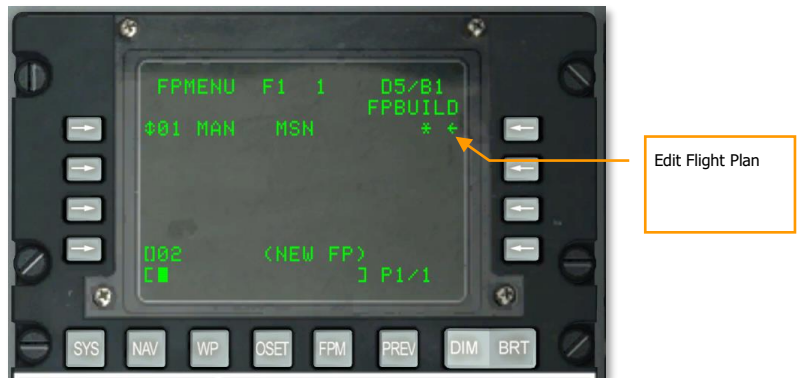 FPMENU F1 1 D5/B1
FPBUILD
↕01 MAN MSN * ←
Edit Flight Plan
[]02 (NEW FP)
[█ ] P1/1
SYS NAV WP OSET FPM PREV DIM BRT